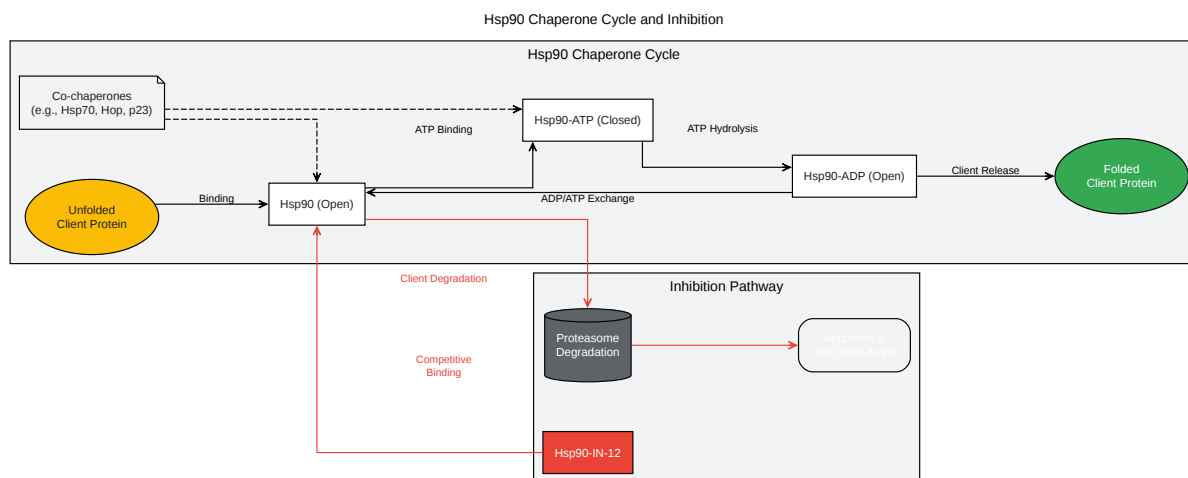 Hsp90 Chaperone Cycle and Inhibition
Hsp90 Chaperone Cycle
Co-chaperones
(e.g., Hsp70, Hop, p23)
Hsp90-ATP (Closed)
ATP Binding
ATP Hydrolysis
Hsp90-ADP (Open)
Client Release
Folded
Client Protein
Unfolded
Client Protein
Binding
Hsp90 (Open)
ADP/ATP Exchange
Client Degradation
Inhibition Pathway
Proteasome
Degradation
Apoptosis &
Cell Cycle Arrest
Competitive
Binding
Hsp90-IN-12